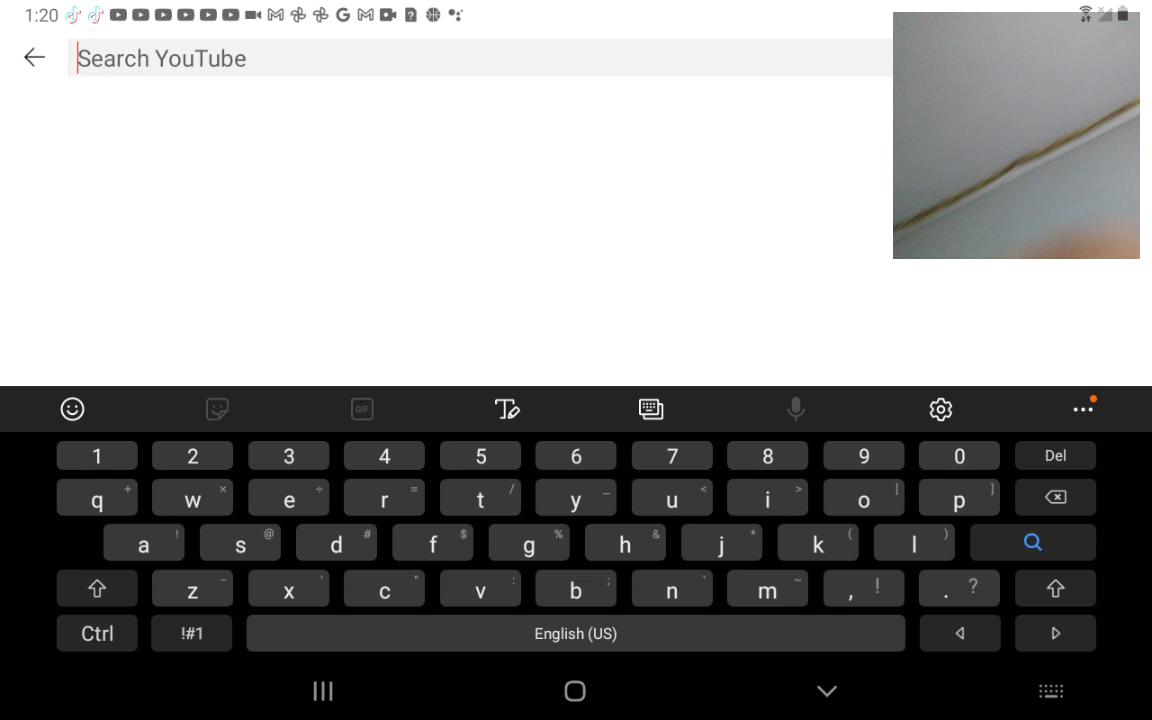 1:20
Search YouTube
GIF
1 2 3 4 5 6 7 8 9 0 Del
q + w × e ÷ r = t / y _ u < i > o [ p ]
a ! s @ d # f $ g % h & j * k ( l )
z - x ' c " v : b ; n ` m ~ , ! . ?
Ctrl !#1 English (US)